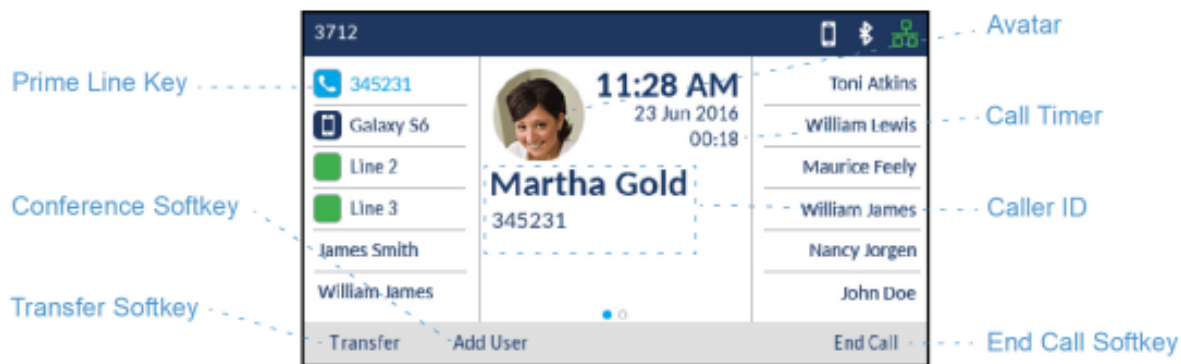 3712
Avatar
Prime Line Key
345231
11:28 AM
Toni Atkins
23 Jun 2016
Galaxy S6
00:18
William Lewis
Call Timer
Line 2
Maurice Feely
Martha Gold
Conference Softkey
Line 3
345231
William James
Caller ID
James Smith
Nancy Jorgen
William James
John Doe
Transfer Softkey
Transfer
Add User
End Call
End Call Softkey